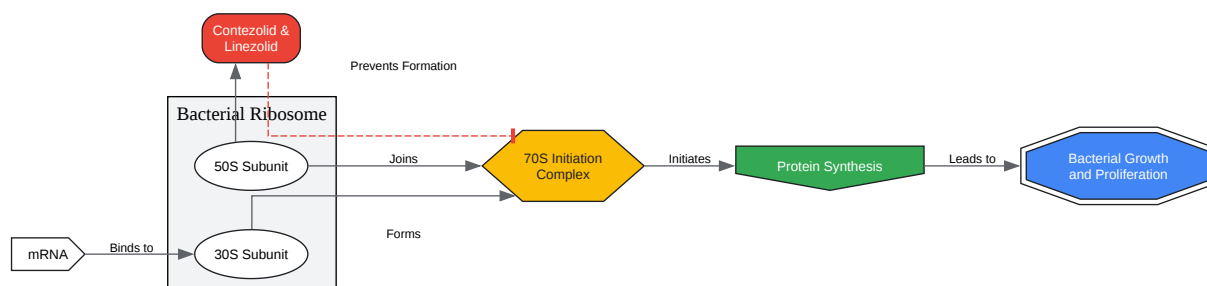 Contezolid &
Linezolid
Prevents Formation
Bacterial Ribosome
50S Subunit
Joins
70S Initiation
Complex
Initiates
Protein Synthesis
Leads to
Bacterial Growth
and Proliferation
Forms
mRNA
Binds to
30S Subunit